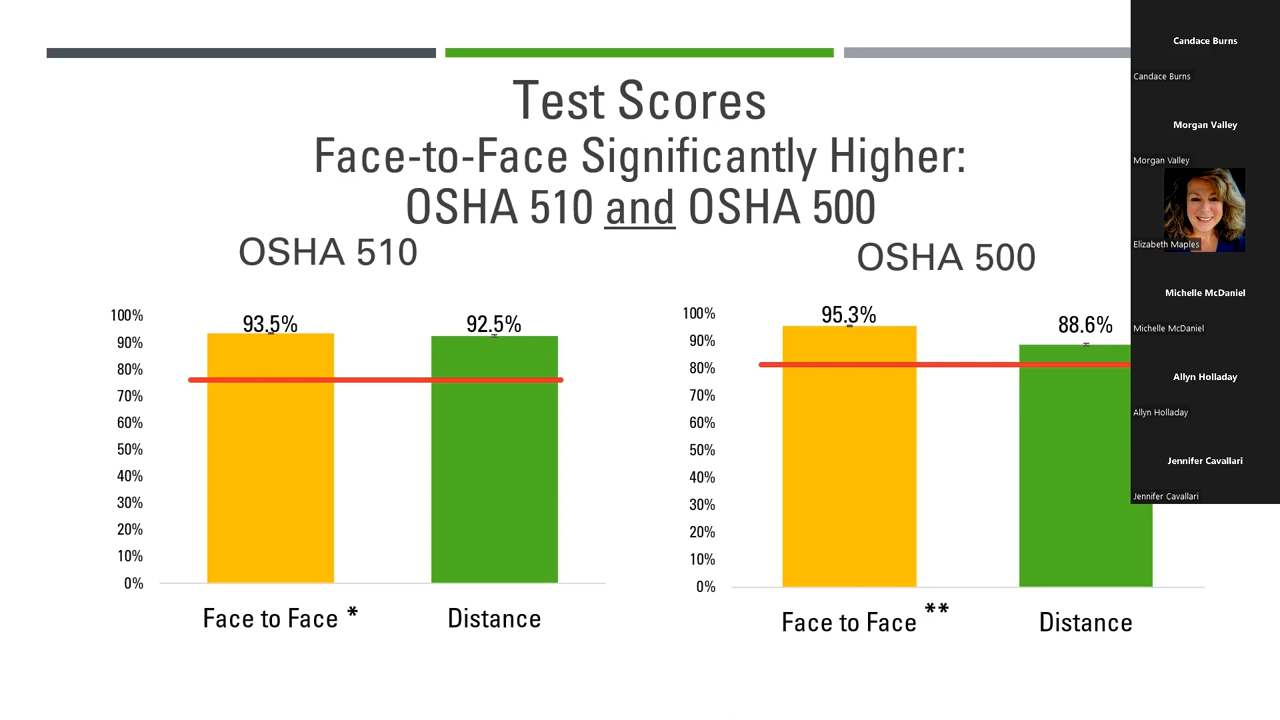 Test Scores
Face-to-Face Significantly Higher:
OSHA 510 and OSHA 500
OSHA 510
100%
90%
80%
70%
60%
50%
40%
30%
20%
10%
0%
93.5%
92.5%
Face to Face *
Distance
OSHA 500
100%
90%
80%
70%
60%
50%
40%
30%
20%
10%
0%
95.3%
88.6%
Face to Face **
Distance
Candace Burns
Candace Burns
Morgan Valley
Morgan Valley
Elizabeth Maples
Michelle McDaniel
Michelle McDaniel
Allyn Holladay
Allyn Holladay
Jennifer Cavallari
Jennifer Cavallari